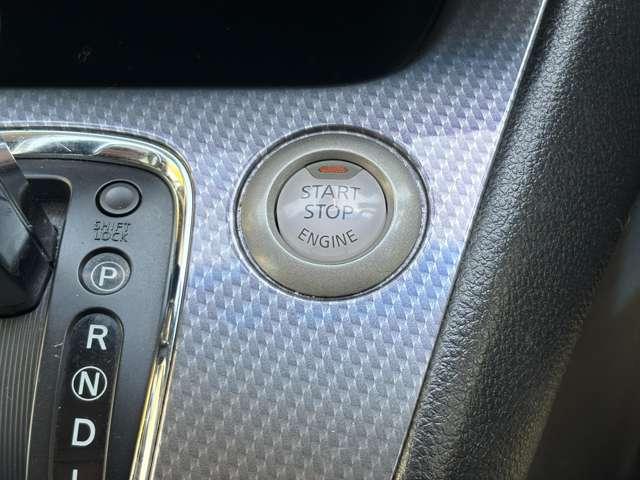 START
STOP
ENGINE
SHIFT
LOCK
P
R
N
D